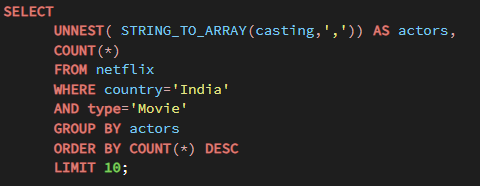 SELECT
UNNEST( STRING_TO_ARRAY(casting,',')) AS actors,
COUNT(*)
FROM netflix
WHERE country='India'
AND type='Movie'
GROUP BY actors
ORDER BY COUNT(*) DESC
LIMIT 10;